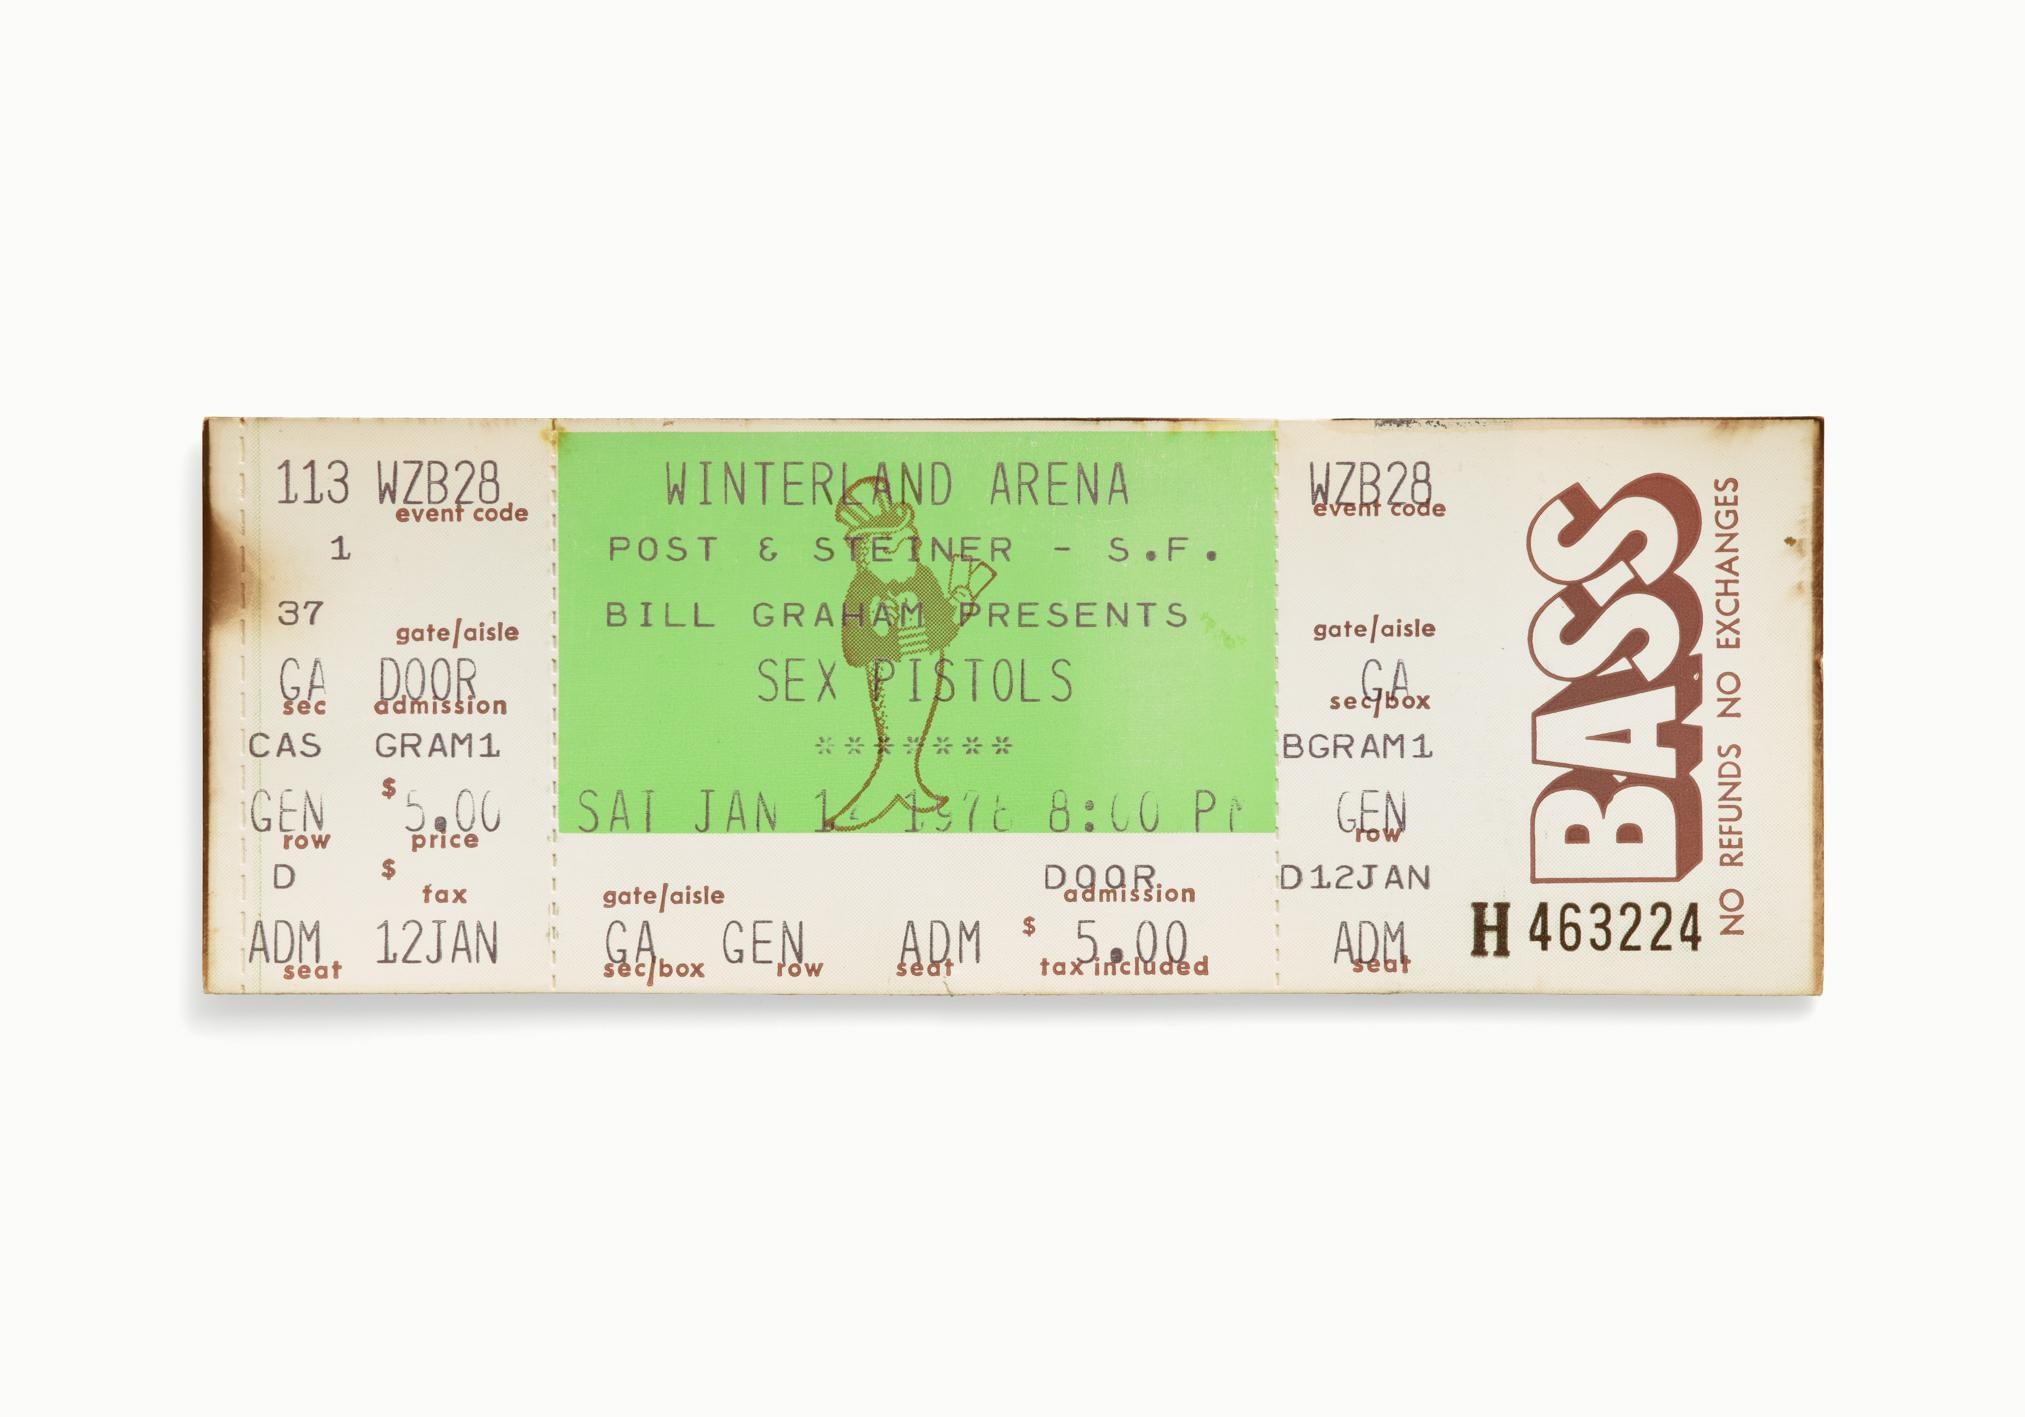 113 WZB28
event code
1
37
gate/aisle
GA DOOR
sec admission
CAS GRAM1
$
GEN 5.00
row price
D $
tax
ADM 12JAN
seat
WINTERLAND ARENA
POST & STEINER - S.F.
BILL GRAHAM PRESENTS
SEX PISTOLS
*******
SAT JAN 14 1978 8:00 PM
DOOR
gate/aisle admission
GA GEN ADM $ 5.00
sec/box row seat tax included
WZB28
event code
gate/aisle
GA
sec/box
BGRAM1
GEN
row
D12JAN
ADM
seat
BASS
NO REFUNDS NO EXCHANGES
H 463224